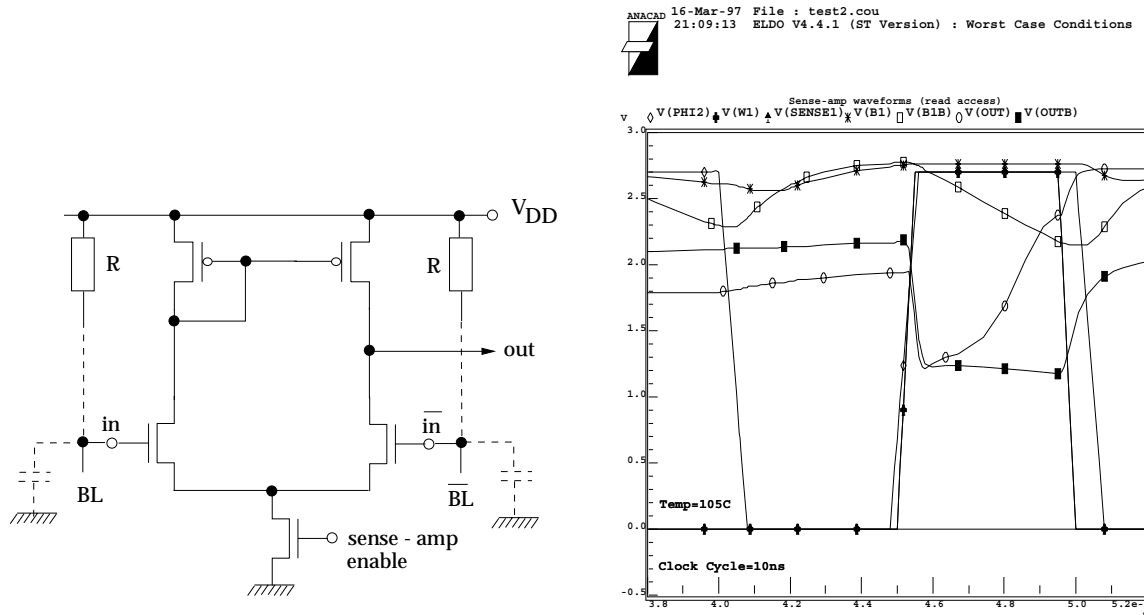 V_DD
R
R
out
in
in
BL
BL
sense - amp
enable
ANACAD
16-Mar-97 File : test2.cou
21:09:13 ELDO V4.4.1 (ST Version) : Worst Case Conditions
Sense-amp waveforms (read access)
V V(PHI2) V(W1) V(SENSE1) V(B1) V(B1B) V(OUT) V(OUTB)
3.0
2.5
2.0
1.5
1.0
0.5
0.0
-0.5
Temp=105C
Clock Cycle=10ns
3.8 4.0 4.2 4.4 4.6 4.8 5.0 5.2e-